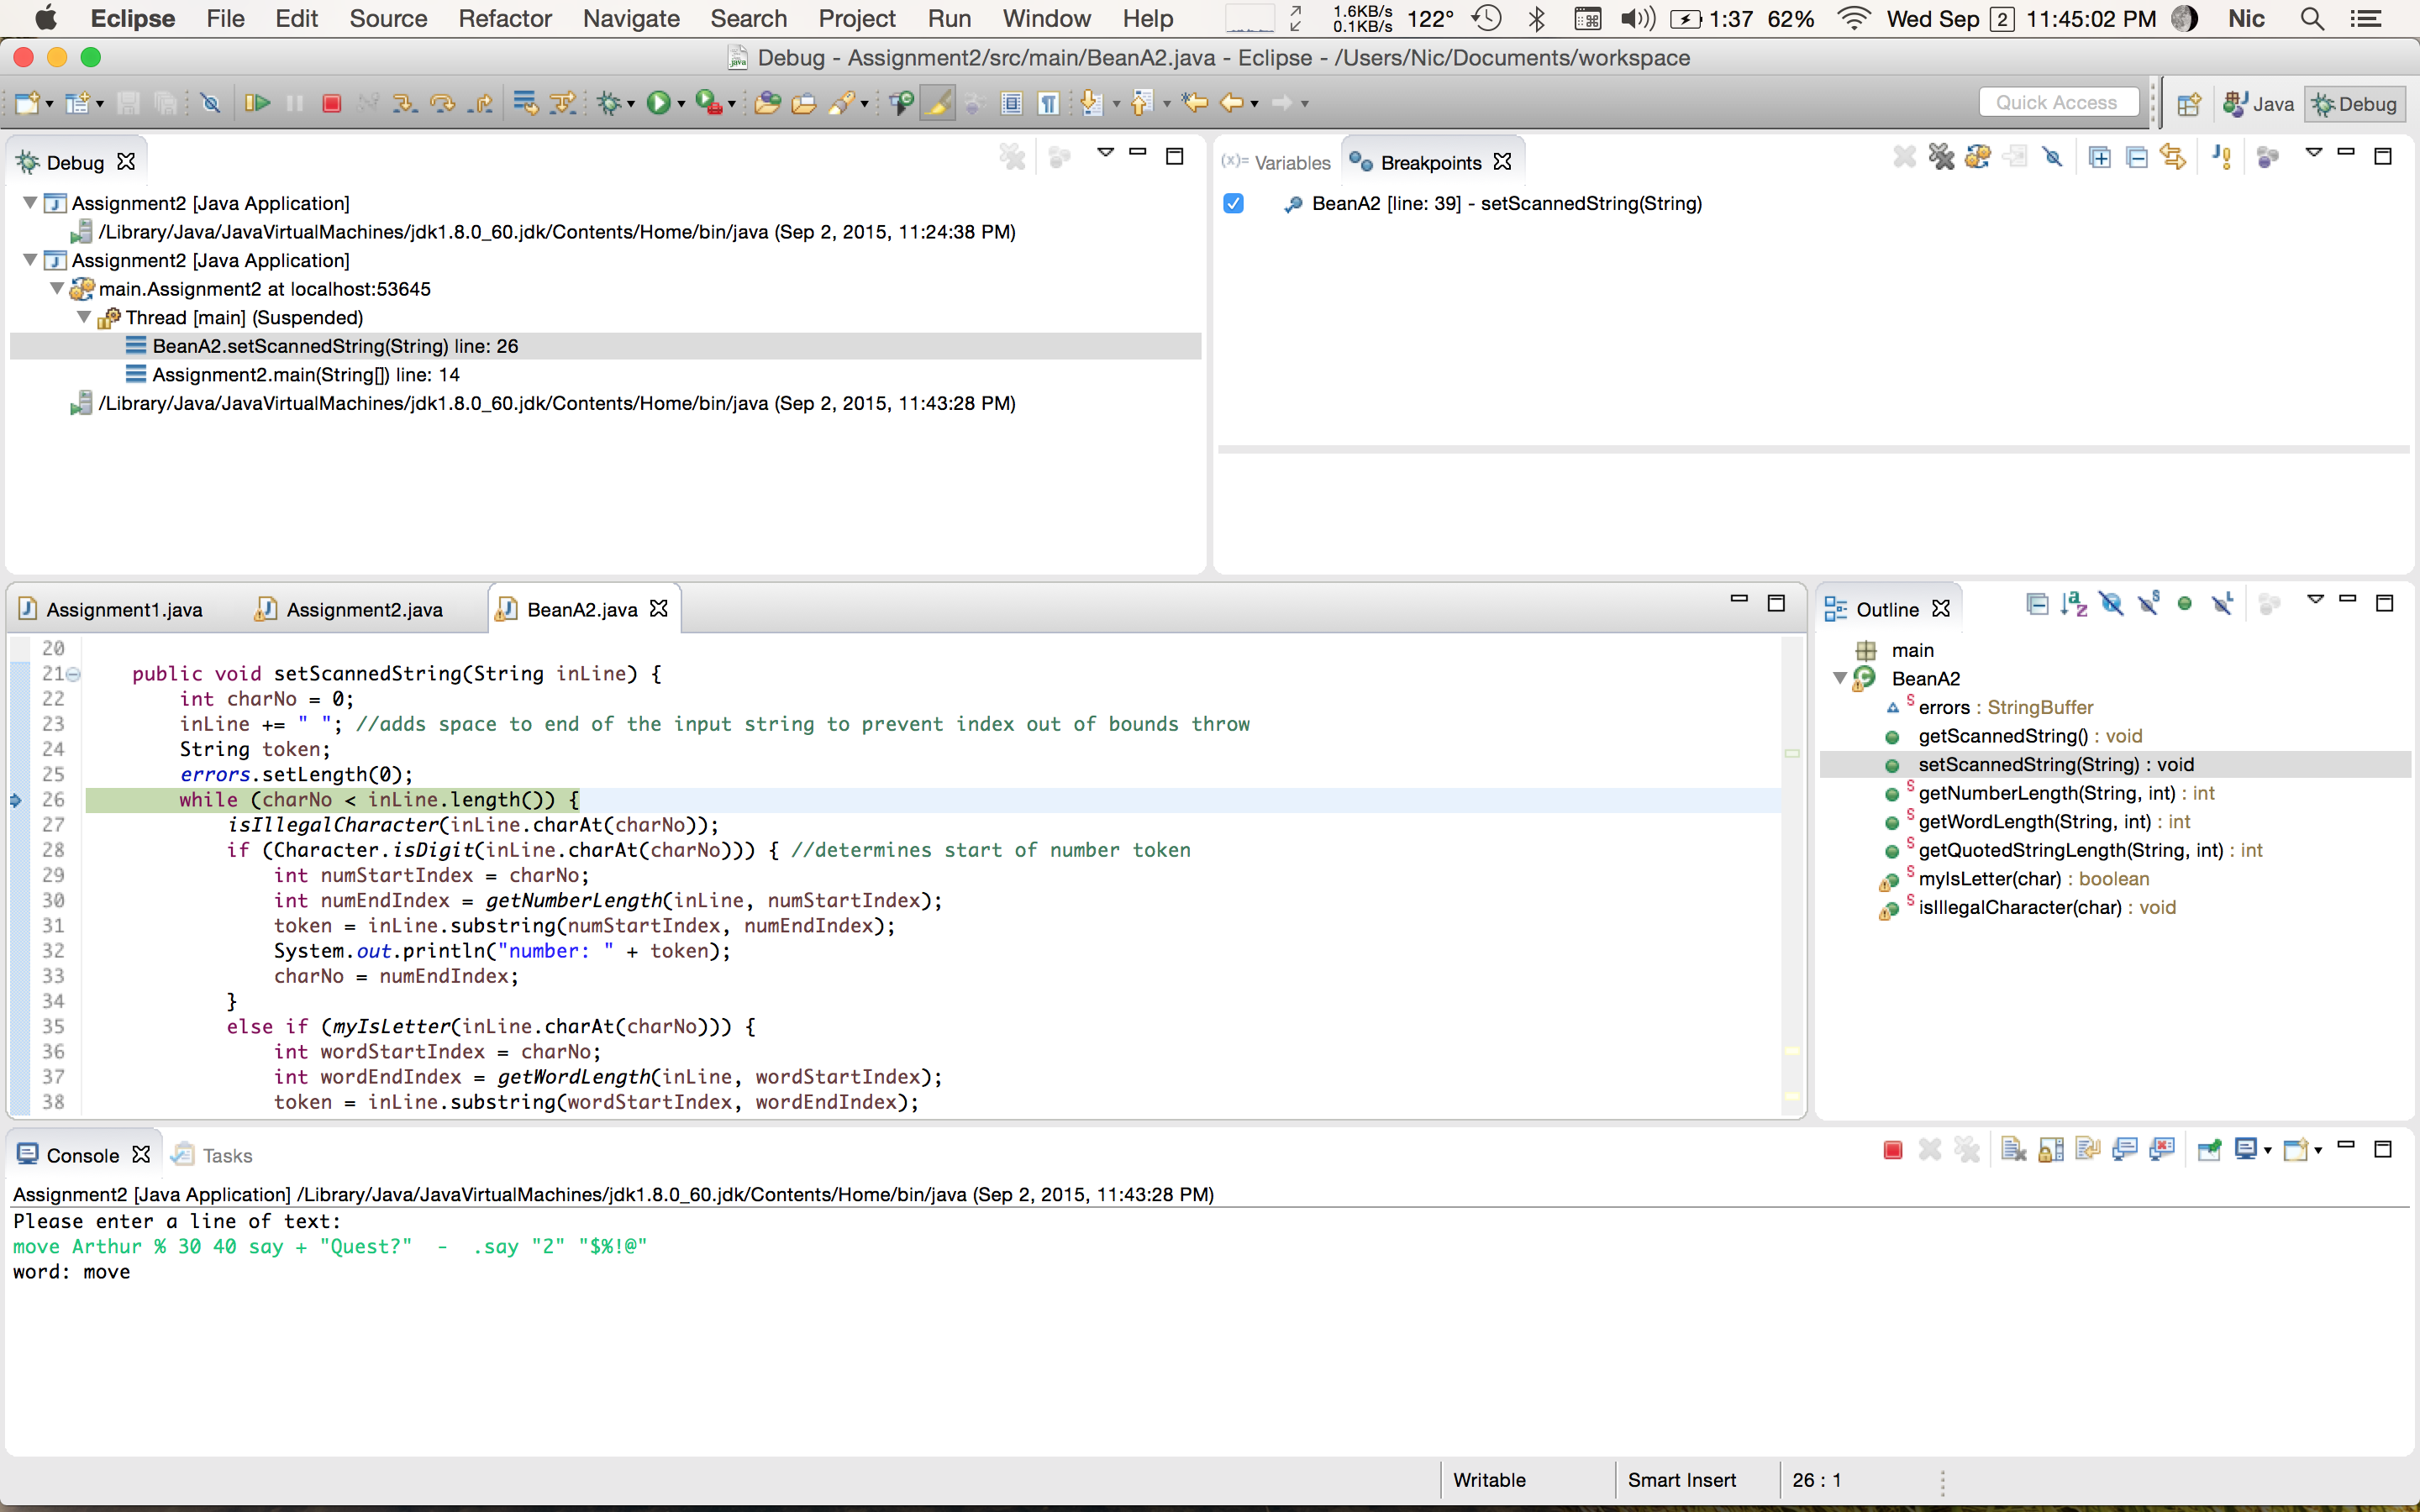 Eclipse File Edit Source Refactor Navigate Search Project Run Window Help 1.6KB/s 0.1KB/s 122° 1:37 62% Wed Sep 2 11:45:02 PM Nic
Debug - Assignment2/src/main/BeanA2.java - Eclipse - /Users/Nic/Documents/workspace
Quick Access Java Debug
Debug
Assignment2 [Java Application]
/Library/Java/JavaVirtualMachines/jdk1.8.0_60.jdk/Contents/Home/bin/java (Sep 2, 2015, 11:24:38 PM)
Assignment2 [Java Application]
main.Assignment2 at localhost:53645
Thread [main] (Suspended)
BeanA2.setScannedString(String) line: 26
Assignment2.main(String[]) line: 14
/Library/Java/JavaVirtualMachines/jdk1.8.0_60.jdk/Contents/Home/bin/java (Sep 2, 2015, 11:43:28 PM)
(x)= Variables Breakpoints
BeanA2 [line: 39] - setScannedString(String)
Assignment1.java Assignment2.java BeanA2.java
20
21 public void setScannedString(String inLine) {
22 int charNo = 0;
23 inLine += " "; //adds space to end of the input string to prevent index out of bounds throw
24 String token;
25 errors.setLength(0);
26 while (charNo < inLine.length()) {
27 isIllegalCharacter(inLine.charAt(charNo));
28 if (Character.isDigit(inLine.charAt(charNo))) { //determines start of number token
29 int numStartIndex = charNo;
30 int numEndIndex = getNumberLength(inLine, numStartIndex);
31 token = inLine.substring(numStartIndex, numEndIndex);
32 System.out.println("number: " + token);
33 charNo = numEndIndex;
34 }
35 else if (myIsLetter(inLine.charAt(charNo))) {
36 int wordStartIndex = charNo;
37 int wordEndIndex = getWordLength(inLine, wordStartIndex);
38 token = inLine.substring(wordStartIndex, wordEndIndex);
Outline
main
BeanA2
errors : StringBuffer
getScannedString() : void
setScannedString(String) : void
getNumberLength(String, int) : int
getWordLength(String, int) : int
getQuotedStringLength(String, int) : int
myIsLetter(char) : boolean
isIllegalCharacter(char) : void
Console Tasks
Assignment2 [Java Application] /Library/Java/JavaVirtualMachines/jdk1.8.0_60.jdk/Contents/Home/bin/java (Sep 2, 2015, 11:43:28 PM)
Please enter a line of text:
move Arthur % 30 40 say + "Quest?"  -  .say "2" "$%!@"
word: move
Writable Smart Insert 26 : 1